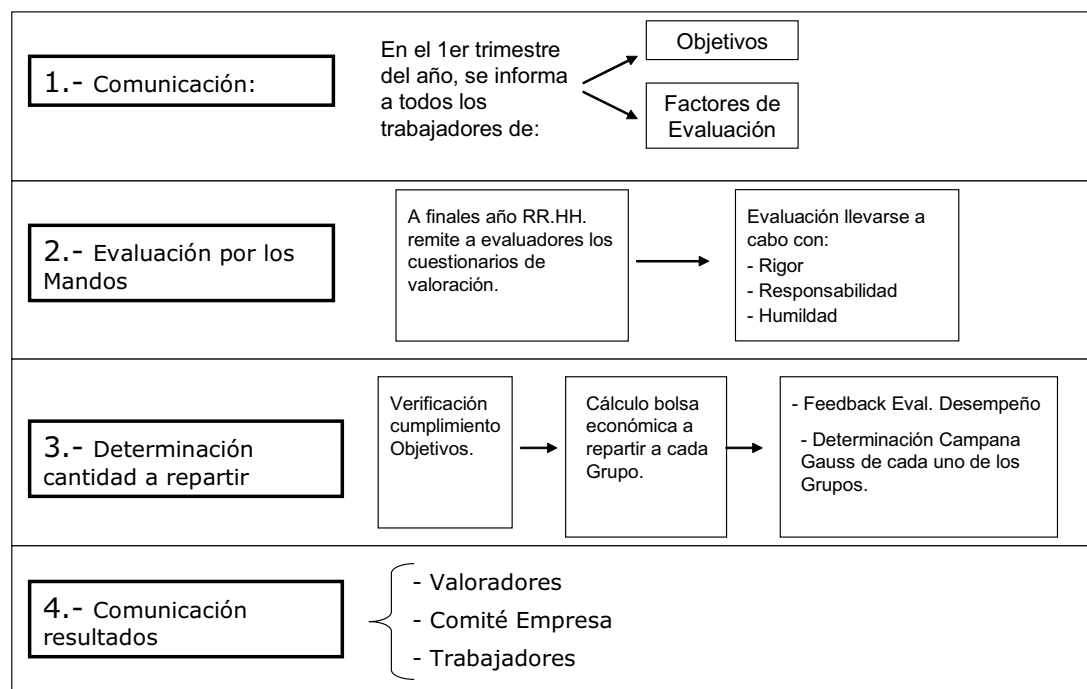 1.- Comunicación:
En el 1er trimestre
del año, se informa
a todos los
trabajadores de:
Objetivos
Factores de
Evaluación
2.- Evaluación por los
Mandos
A finales año RR.HH.
remite a evaluadores los
cuestionarios de
valoración.
Evaluación llevarse a
cabo con:
- Rigor
- Responsabilidad
- Humildad
3.- Determinación
cantidad a repartir
Verificación
cumplimiento
Objetivos.
Cálculo bolsa
económica a
repartir a cada
Grupo.
- Feedback Eval. Desempeño
- Determinación Campana
Gauss de cada uno de los
Grupos.
4.- Comunicación
resultados
- Valoradores
- Comité Empresa
- Trabajadores